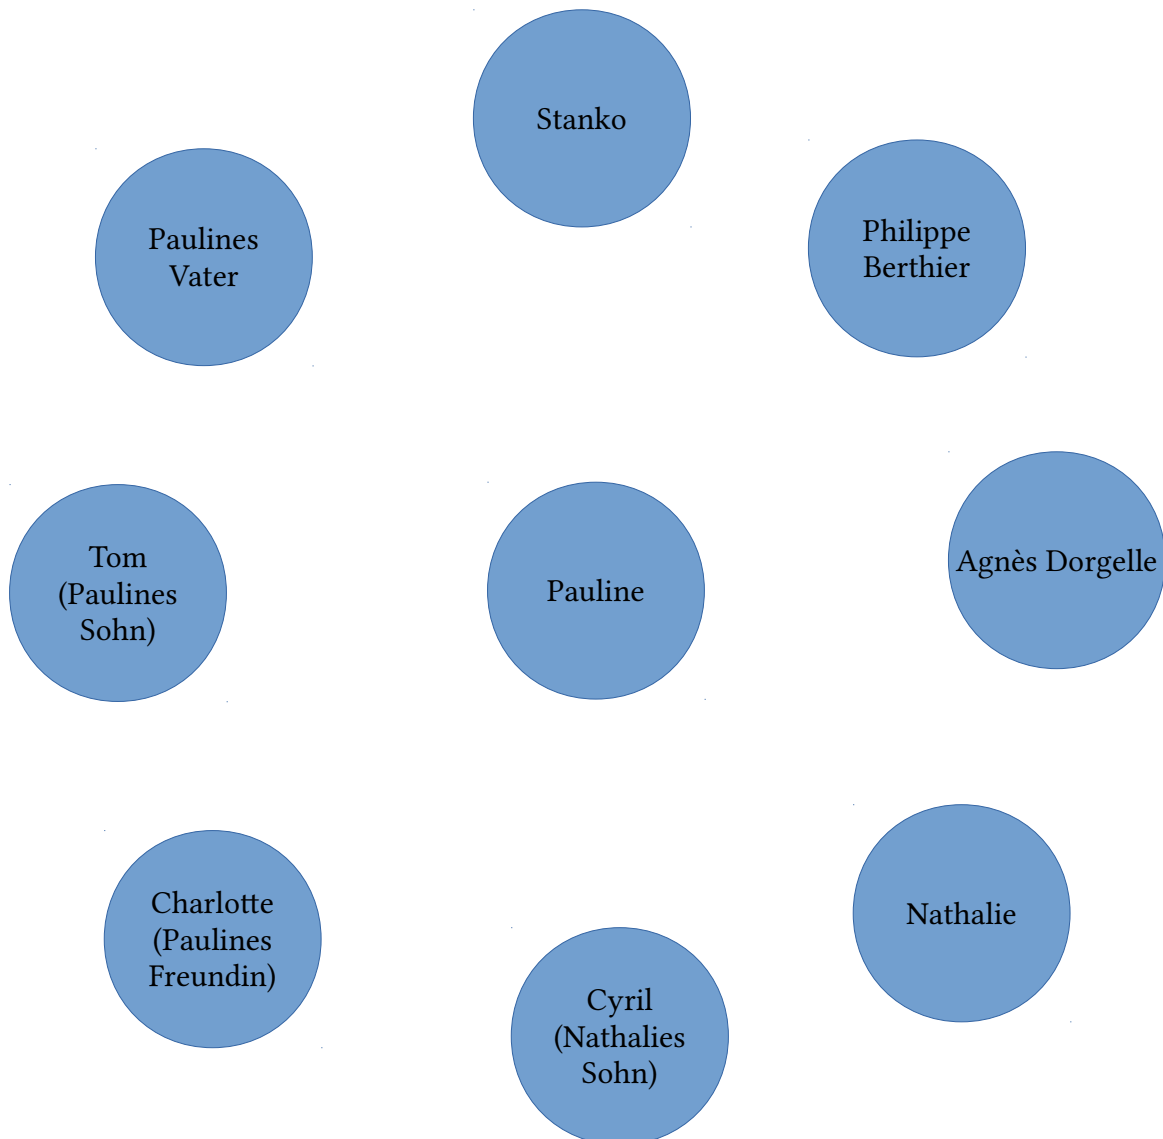 Stanko
Philippe
Berthier
Paulines
Vater
Agnès Dorgelle
Tom
(Paulines
Sohn)
Pauline
Nathalie
Charlotte
(Paulines
Freundin)
Cyril
(Nathalies
Sohn)